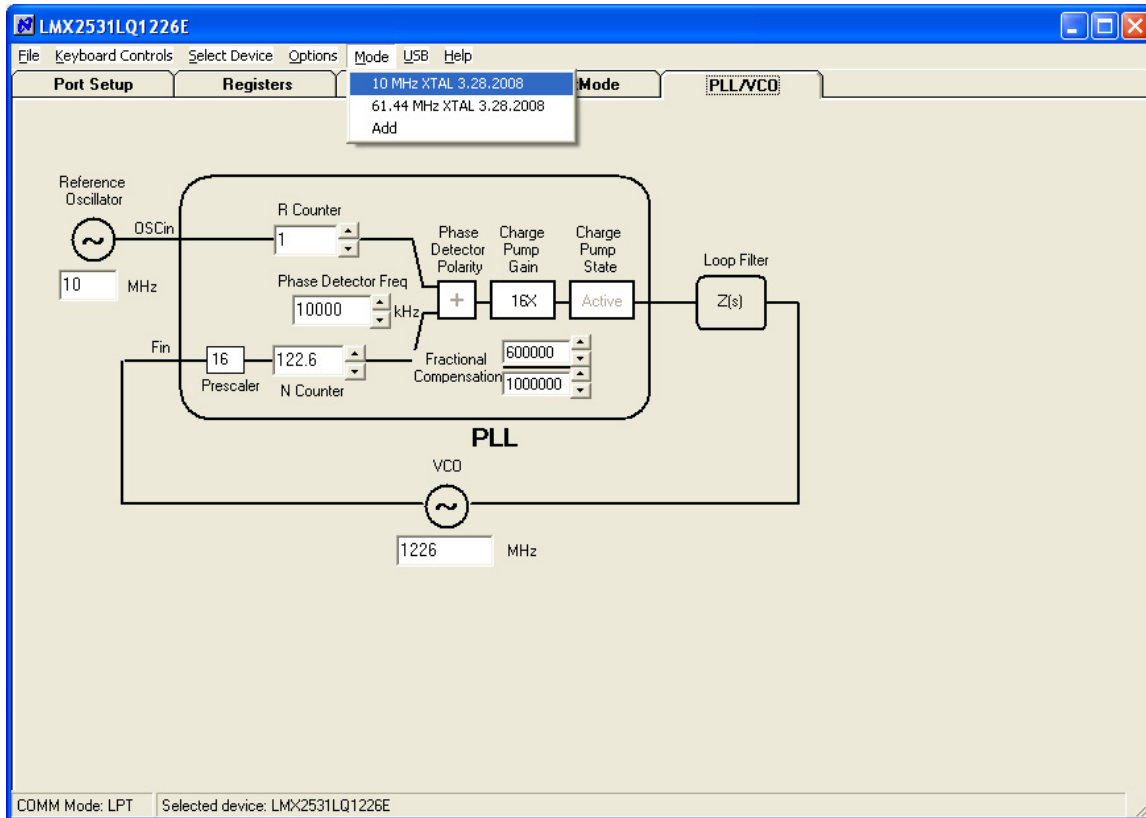 LMX2531LQ1226E
File Keyboard Controls Select Device Options Mode USB Help
Port Setup Registers :Mode PLL/VCO
10 MHz XTAL 3.28.2008
61.44 MHz XTAL 3.28.2008
Add
Reference
Oscillator
OSCin
10 MHz
R Counter
1
Phase Detector Freq
10000 kHz
Phase
Detector
Polarity
+
Charge
Pump
Gain
16X
Charge
Pump
State
Active
Loop Filter
Z(s)
Fin
16
Prescaler
122.6
N Counter
Fractional
Compensation
600000
1000000
PLL
VCO
1226 MHz
COMM Mode: LPT Selected device: LMX2531LQ1226E